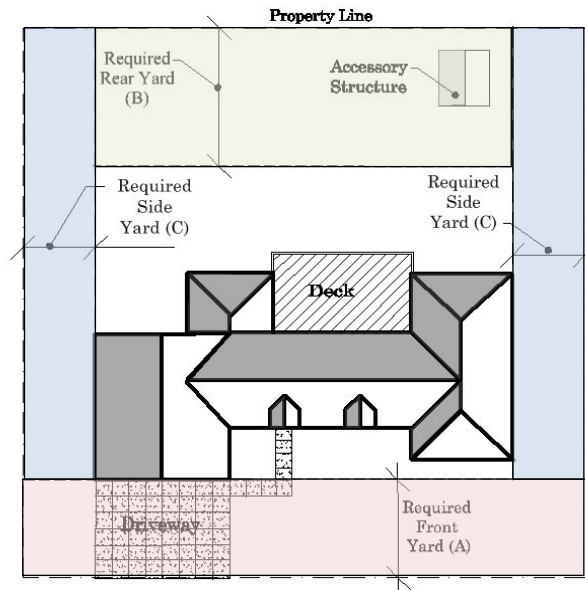 Property Line
Required
Rear Yard
(B)
Accessory
Structure
Required
Side
Yard (C)
Required
Side
Yard (C)
Deck
Driveway
Required
Front
Yard (A)